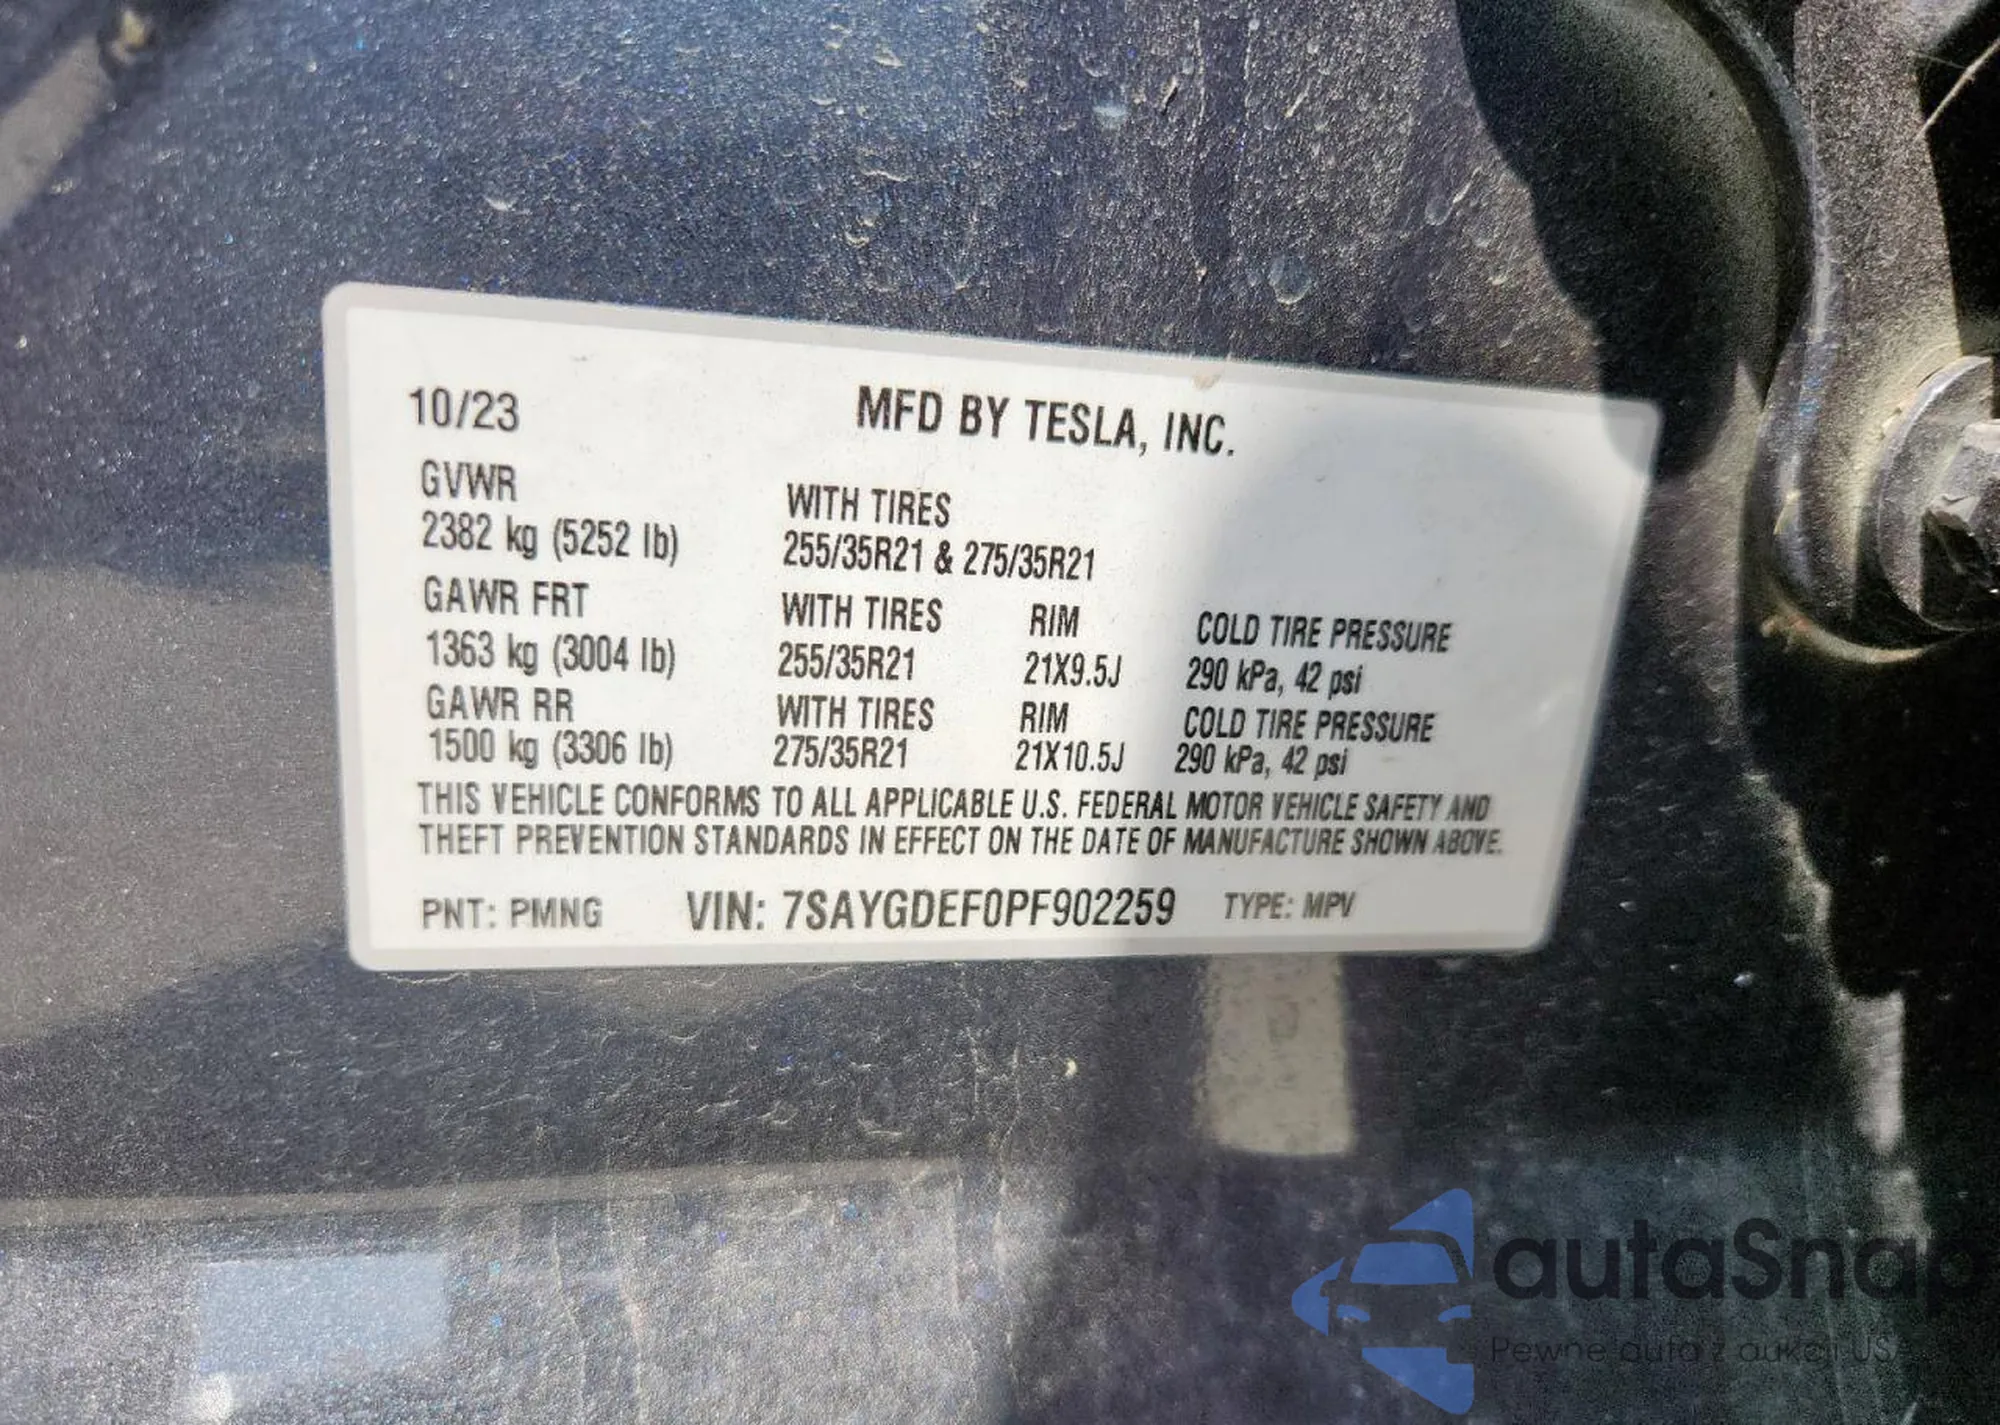 10/23 MFD BY TESLA, INC.
GVWR WITH TIRES
2382 kg (5252 lb) 255/35R21 & 275/35R21
GAWR FRT WITH TIRES RIM COLD TIRE PRESSURE
1363 kg (3004 lb) 255/35R21 21X9.5J 290 kPa, 42 psi
GAWR RR WITH TIRES RIM COLD TIRE PRESSURE
1500 kg (3306 lb) 275/35R21 21X10.5J 290 kPa, 42 psi
THIS VEHICLE CONFORMS TO ALL APPLICABLE U.S. FEDERAL MOTOR VEHICLE SAFETY AND
THEFT PREVENTION STANDARDS IN EFFECT ON THE DATE OF MANUFACTURE SHOWN ABOVE.
PNT: PMNG VIN: 7SAYGDEF0PF902259 TYPE: MPV
autaSnap
Pewne auta z aukcji US